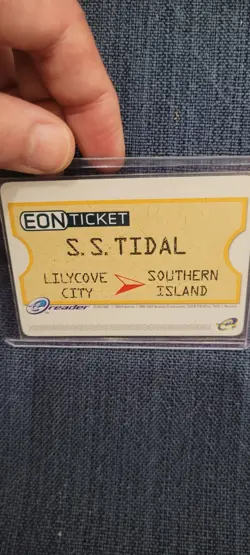 EON TICKET
S.S. TIDAL
LILYCOVE CITY
SOUTHERN ISLAND
e reader